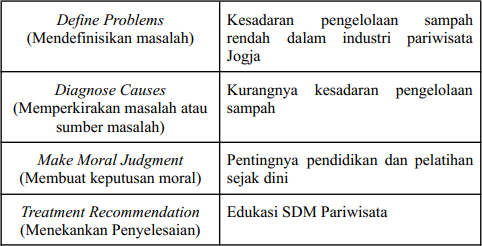 Define Problems
(Mendefinisikan masalah)
Kesadaran pengelolaan sampah
rendah dalam industri pariwisata
Jogja
Diagnose Causes
(Memperkirakan masalah atau
sumber masalah)
Kurangnya kesadaran pengelolaan
sampah
Make Moral Judgment
(Membuat keputusan moral)
Pentingnya pendidikan dan pelatihan
sejak dini
Treatment Recommendation
(Menekankan Penyelesaian)
Edukasi SDM Pariwisata